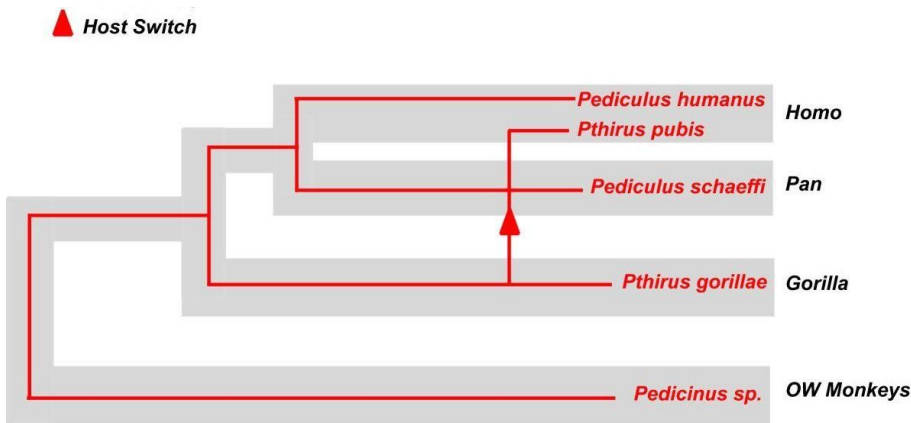 Host Switch
Pediculus humanus
Homo
Pthirus pubis
Pediculus schaeffi
Pan
Pthirus gorillae
Gorilla
Pedicinus sp.
OW Monkeys